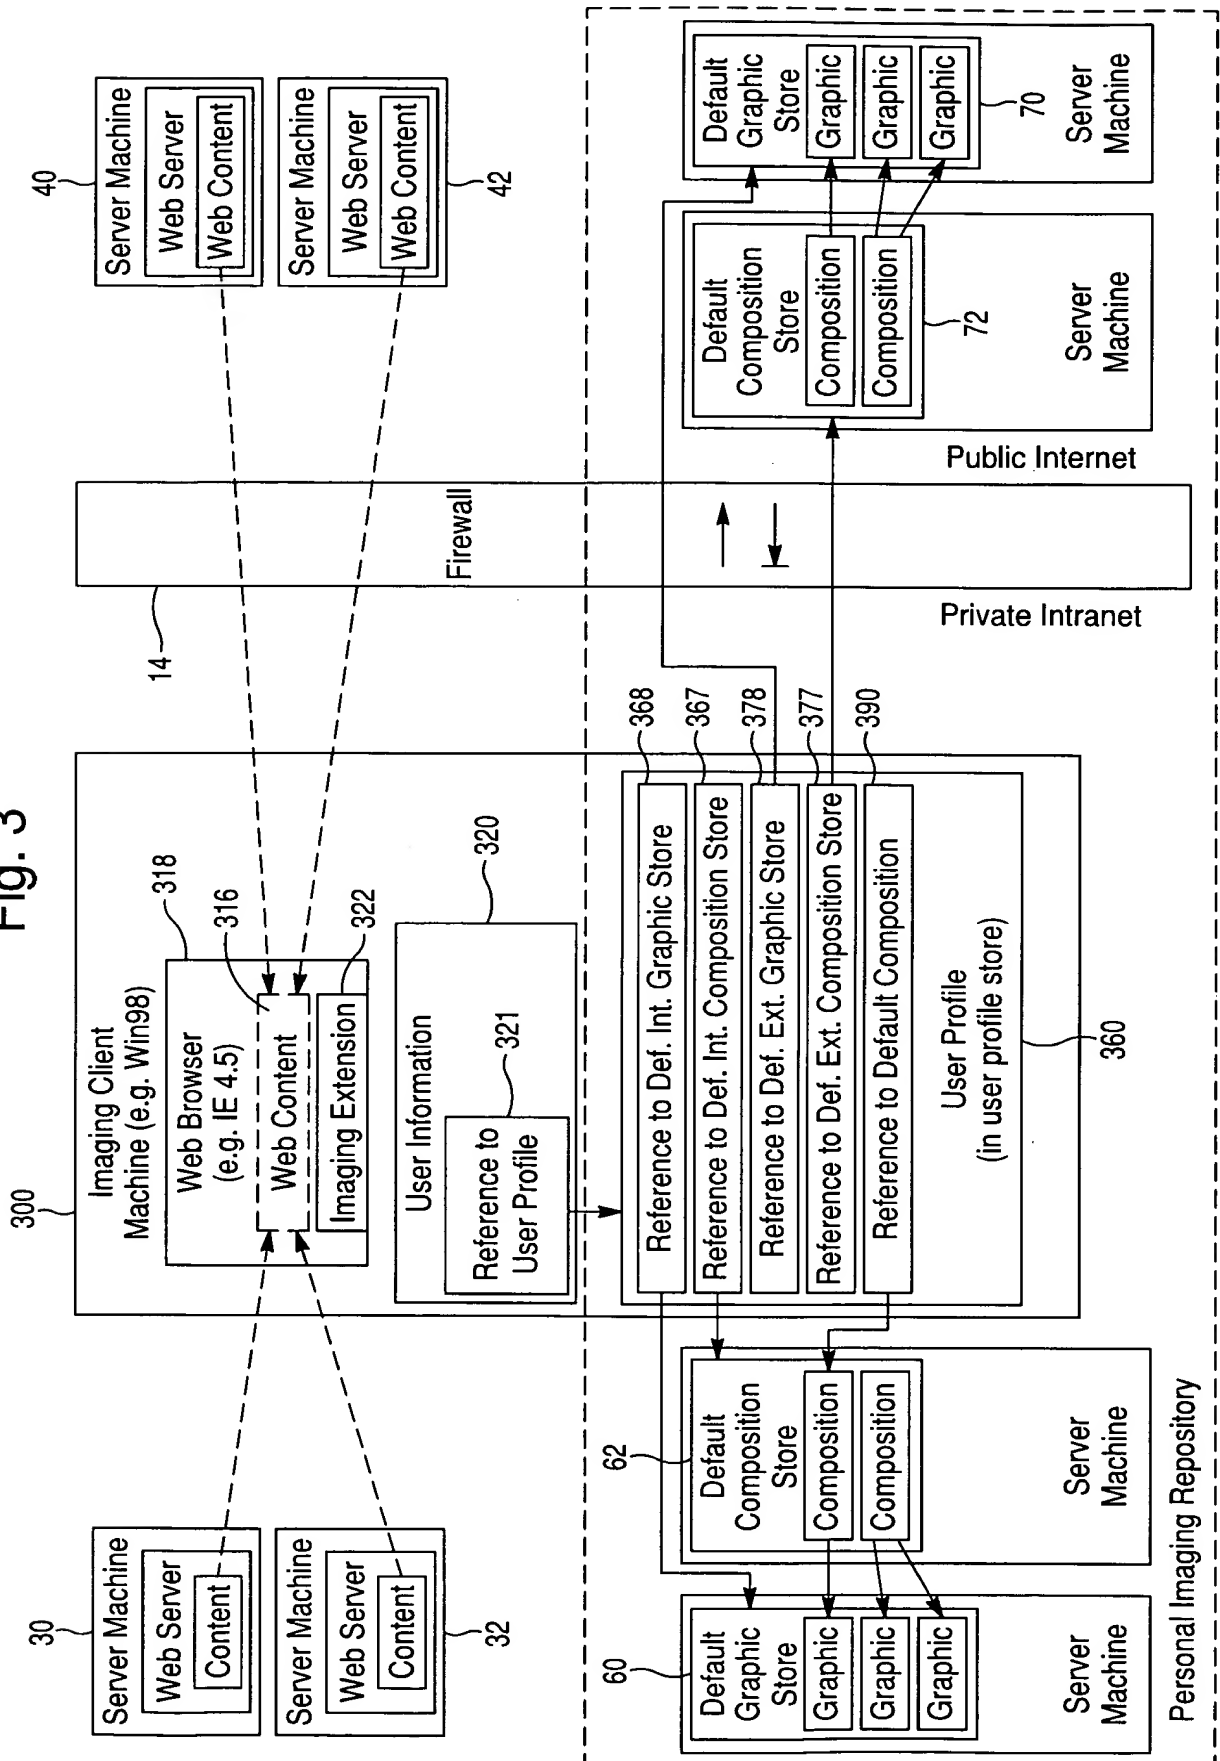 Fig. 3
300
Imaging Client
Machine (e.g. Win98)
318
Web Browser
(e.g. IE 4.5)
316
Web Content
322
Imaging Extension
320
User Information
321
Reference to
User Profile
30
Server Machine
Web Server
Content
Server Machine
Web Server
Content
32
14
Firewall
40
Server Machine
Web Server
Web Content
Server Machine
Web Server
Web Content
42
Private Intranet
Public Internet
60
Default
Graphic
Store
Graphic
Graphic
Graphic
Server
Machine
62
Default
Composition
Store
Composition
Composition
Server
Machine
Reference to Def. Int. Graphic Store
368
Reference to Def. Int. Composition Store
367
Reference to Def. Ext. Graphic Store
378
Reference to Def. Ext. Composition Store
377
Reference to Default Composition
390
User Profile
(in user profile store)
360
Default
Composition
Store
Composition
Composition
72
Server
Machine
Default
Graphic
Store
Graphic
Graphic
Graphic
70
Server
Machine
Personal Imaging Repository